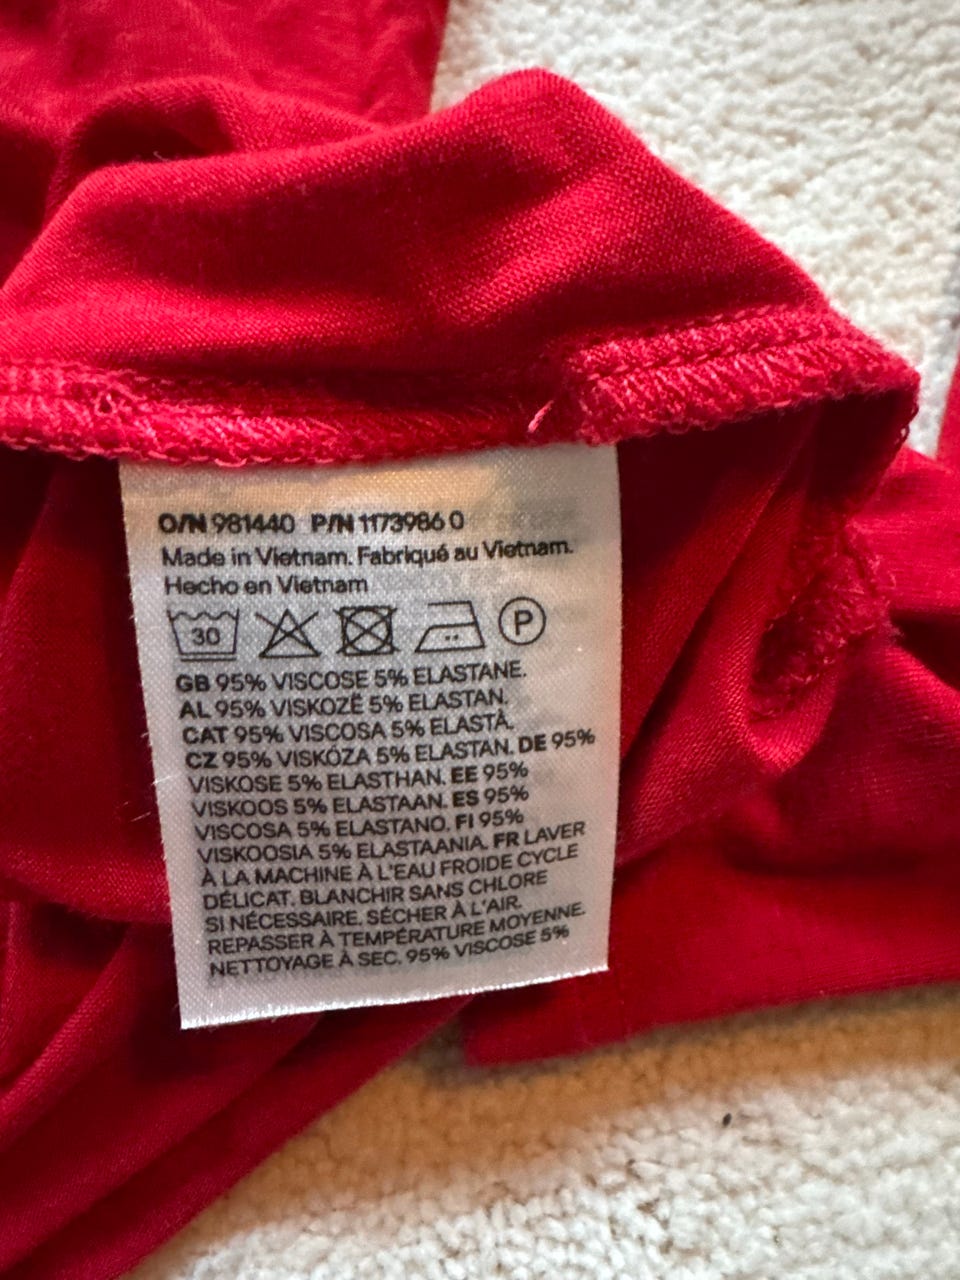 O/N 981440 P/N 1173986 0
Made in Vietnam. Fabriqué au Vietnam.
Hecho en Vietnam
30 P
GB 95% VISCOSE 5% ELASTANE.
AL 95% VISKOZË 5% ELASTAN.
CAT 95% VISCOSA 5% ELASTÀ.
CZ 95% VISKÓZA 5% ELASTAN. DE 95%
VISKOSE 5% ELASTHAN. EE 95%
VISKOOS 5% ELASTAAN. ES 95%
VISCOSA 5% ELASTANO. FI 95%
VISKOOSIA 5% ELASTAANIA. FR LAVER
À LA MACHINE À L'EAU FROIDE CYCLE
DÉLICAT. BLANCHIR SANS CHLORE
SI NÉCESSAIRE. SÉCHER À L'AIR.
REPASSER À TEMPÉRATURE MOYENNE.
NETTOYAGE À SEC. 95% VISCOSE 5%